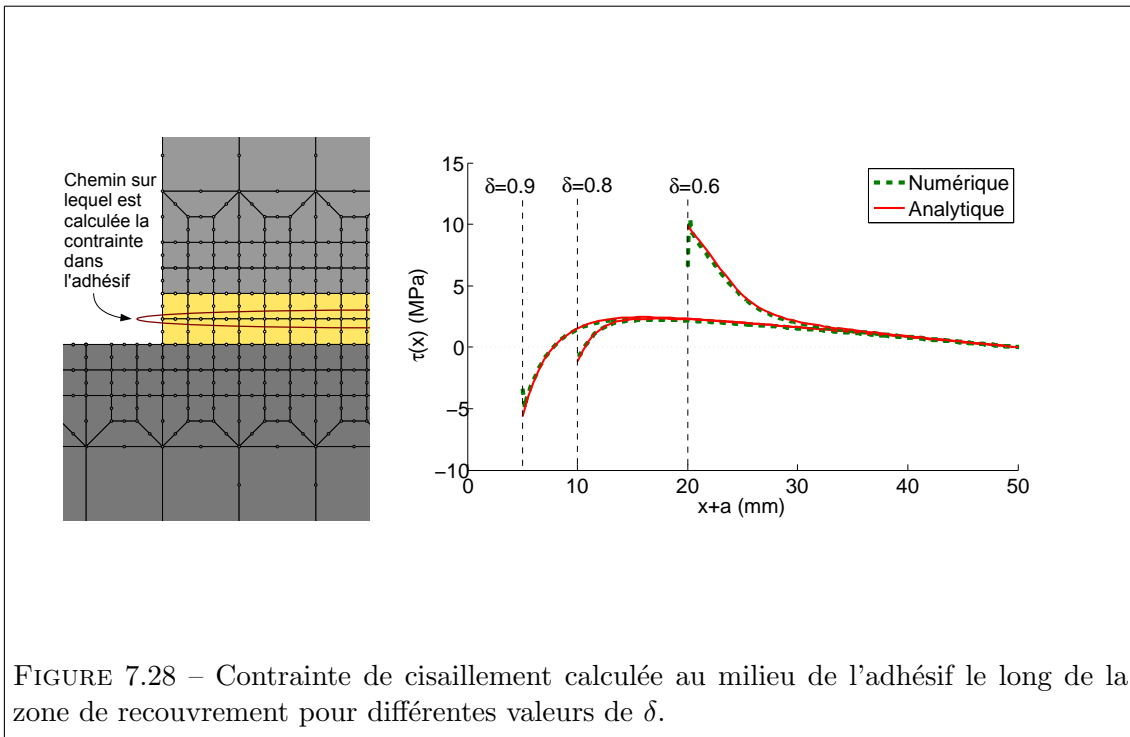 Chemin sur
lequel est
calculée la
contrainte
dans
l'adhésif
τ(x) (MPa)
15
10
5
0
−5
−10
δ=0.9
δ=0.8
δ=0.6
Numérique
Analytique
0
10
20
30
40
50
x+a (mm)
FIGURE 7.28 – Contrainte de cisaillement calculée au milieu de l'adhésif le long de la
zone de recouvrement pour différentes valeurs de δ.